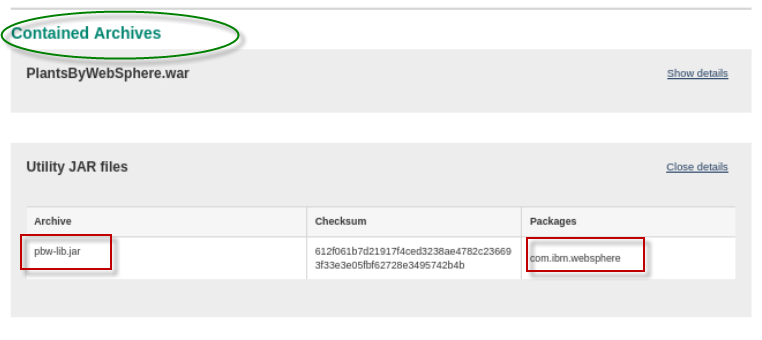 Contained Archives
PlantsByWebSphere.war
Show details
Utility JAR files
Close details
Archive
Checksum
Packages
pbw-lib.jar
612f061b7d21917f4ced3238ae4782c23669
3f33e3e05fbf62728e3495742b4b
com.ibm.websphere